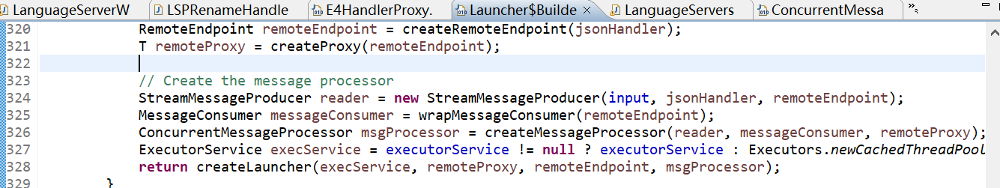 LanguageServerW LSPRenameHandle E4HandlerProxy. Launcher$Builde LanguageServers ConcurrentMessa »3
320 RemoteEndpoint remoteEndpoint = createRemoteEndpoint(jsonHandler);
321 T remoteProxy = createProxy(remoteEndpoint);
322
323 // Create the message processor
324 StreamMessageProducer reader = new StreamMessageProducer(input, jsonHandler, remoteEndpoint);
325 MessageConsumer messageConsumer = wrapMessageConsumer(remoteEndpoint);
326 ConcurrentMessageProcessor msgProcessor = createMessageProcessor(reader, messageConsumer, remoteProxy);
327 ExecutorService execService = executorService != null ? executorService : Executors.newCachedThreadPool
328 return createLauncher(execService, remoteProxy, remoteEndpoint, msgProcessor);
329 }